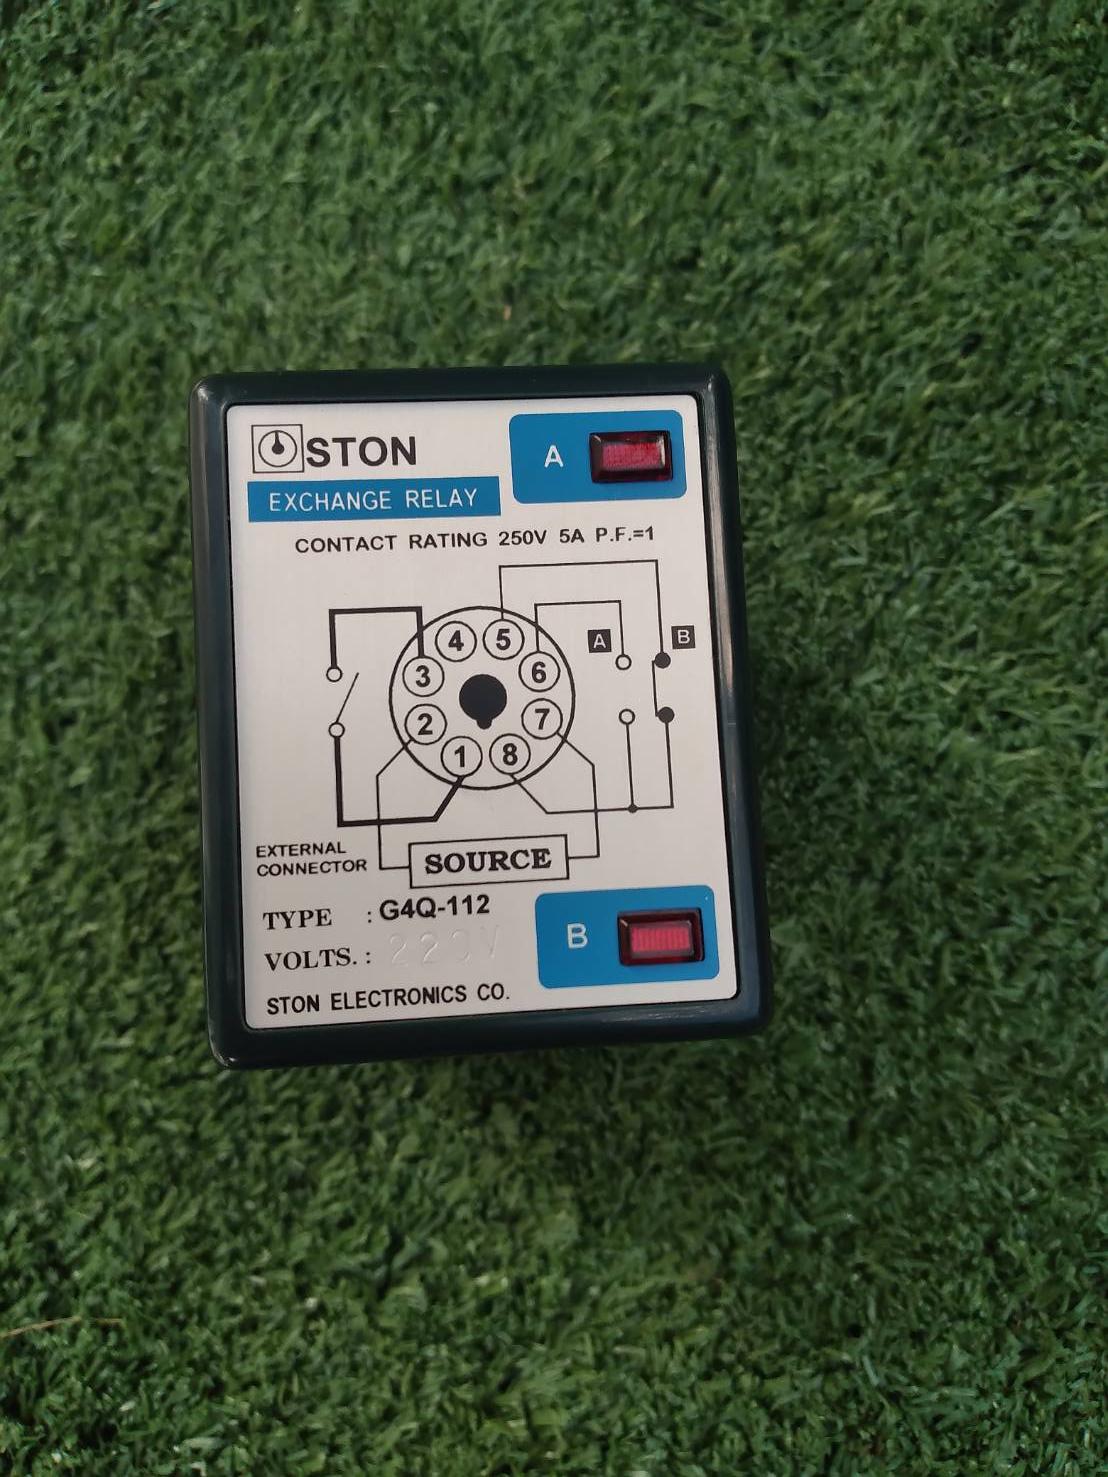 STON
A
EXCHANGE RELAY
CONTACT RATING 250V 5A P.F.=1
4 5
A B
3 6
2 7
1 8
EXTERNAL
CONNECTOR
SOURCE
TYPE : G4Q-112
VOLTS. : 220V
B
STON ELECTRONICS CO.